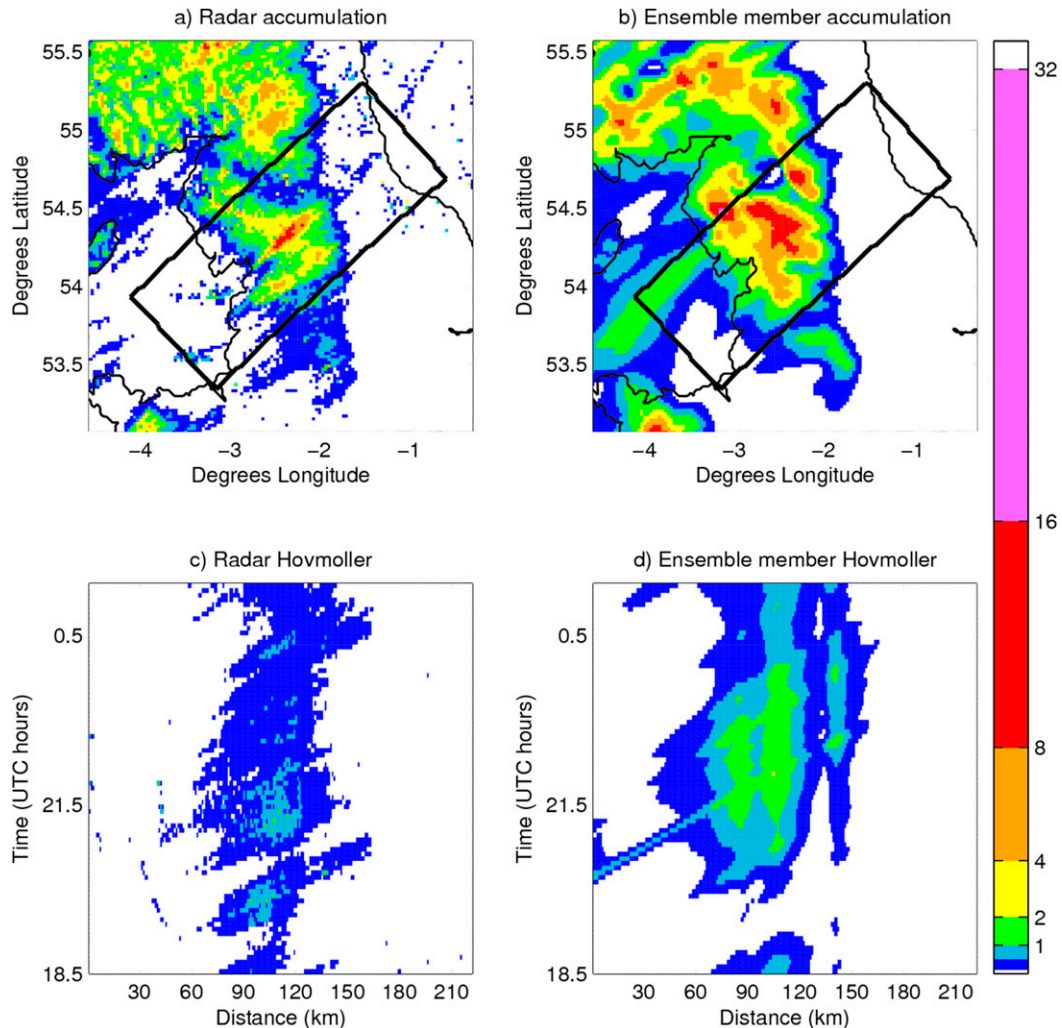 a) Radar accumulation
b) Ensemble member accumulation
55.5
55
54.5
54
53.5
Degrees Latitude
−4 −3 −2 −1
Degrees Longitude
55.5
55
54.5
54
53.5
Degrees Latitude
−4 −3 −2 −1
Degrees Longitude
32
16
8
4
2
1
c) Radar Hovmoller
d) Ensemble member Hovmoller
0.5
21.5
18.5
Time (UTC hours)
30 60 90 120 150 180 210
Distance (km)
0.5
21.5
18.5
Time (UTC hours)
30 60 90 120 150 180 210
Distance (km)